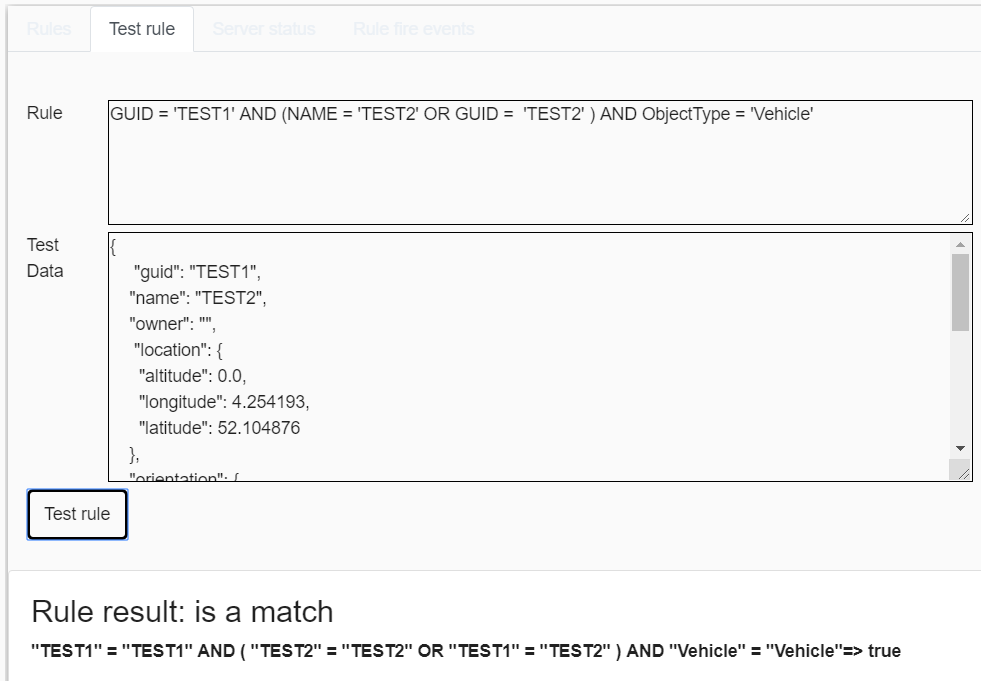 Rules Test rule Server status Rule fire events
Rule
GUID = 'TEST1' AND (NAME = 'TEST2' OR GUID =  'TEST2' ) AND ObjectType = 'Vehicle'
Test
Data
{
"guid": "TEST1",
"name": "TEST2",
"owner": "",
"location": {
"altitude": 0.0,
"longitude": 4.254193,
"latitude": 52.104876
},
"orientation": {
Test rule
Rule result: is a match
"TEST1" = "TEST1" AND ( "TEST2" = "TEST2" OR "TEST1" = "TEST2" ) AND "Vehicle" = "Vehicle"=> true